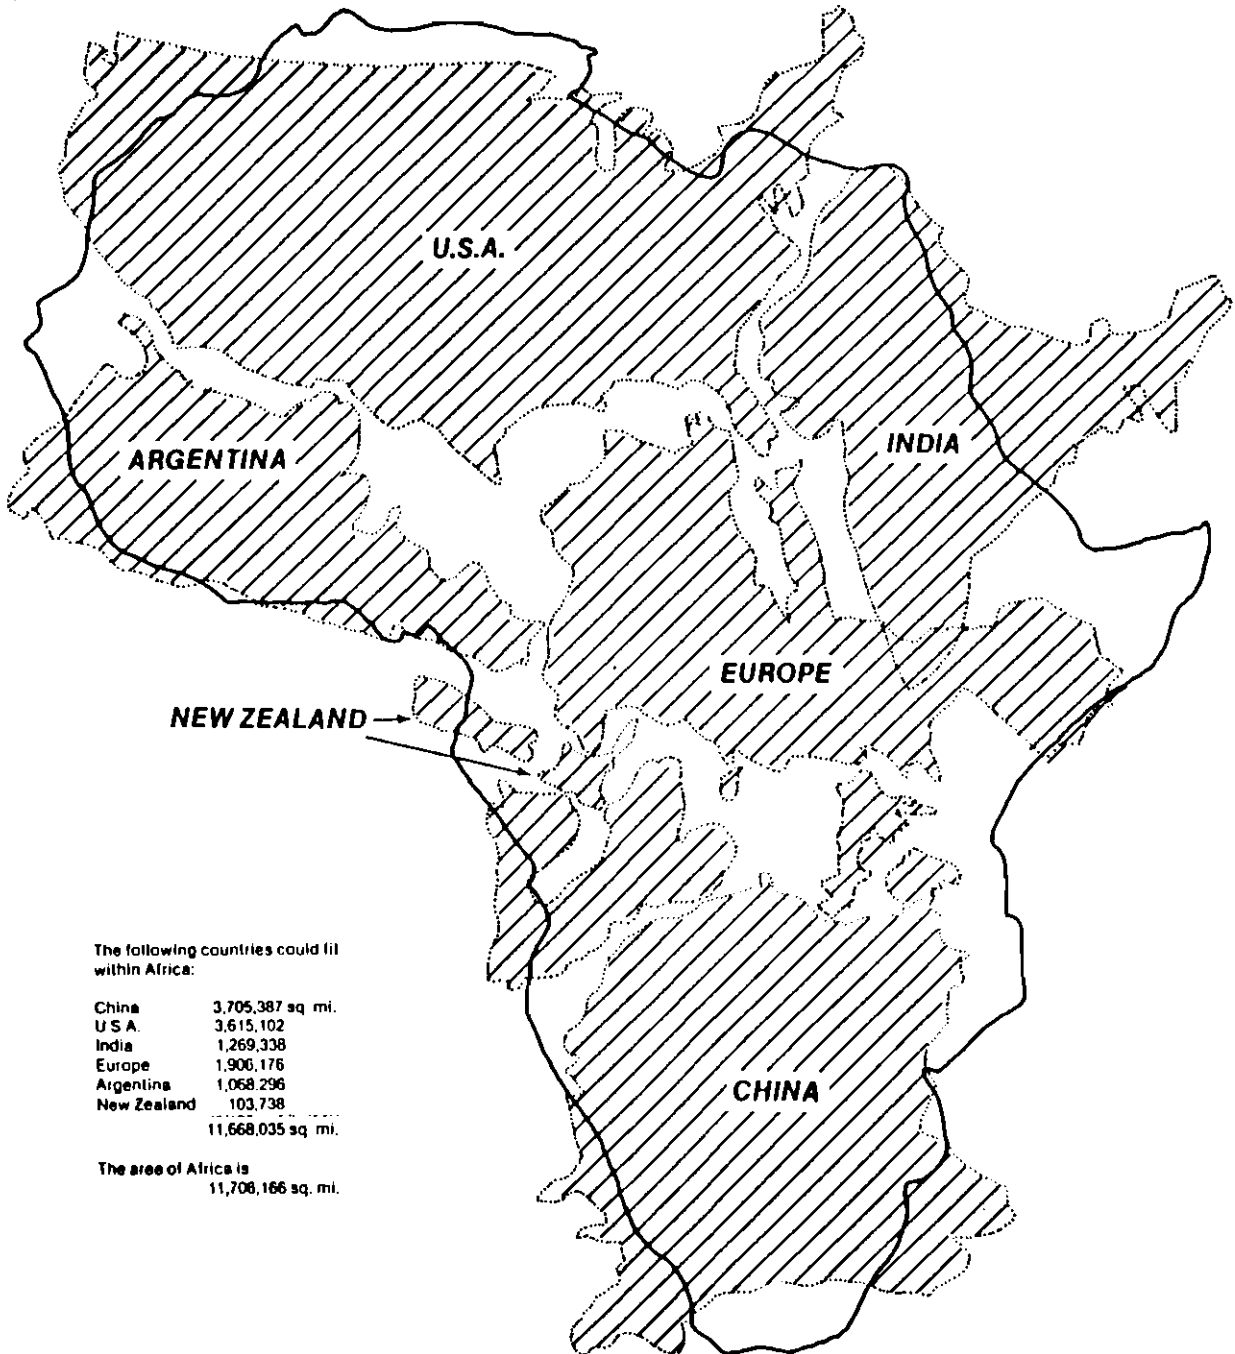 U.S.A.
ARGENTINA
INDIA
EUROPE
NEW ZEALAND
CHINA
The following countries could fit
within Africa:
China 3,705,387 sq. mi.
U S A. 3,615,102
India 1,269,338
Europe 1,906,176
Argentina 1,068.296
New Zealand 103,738
11,668,035 sq. mi.
The area of Africa is
11,706,166 sq. mi.